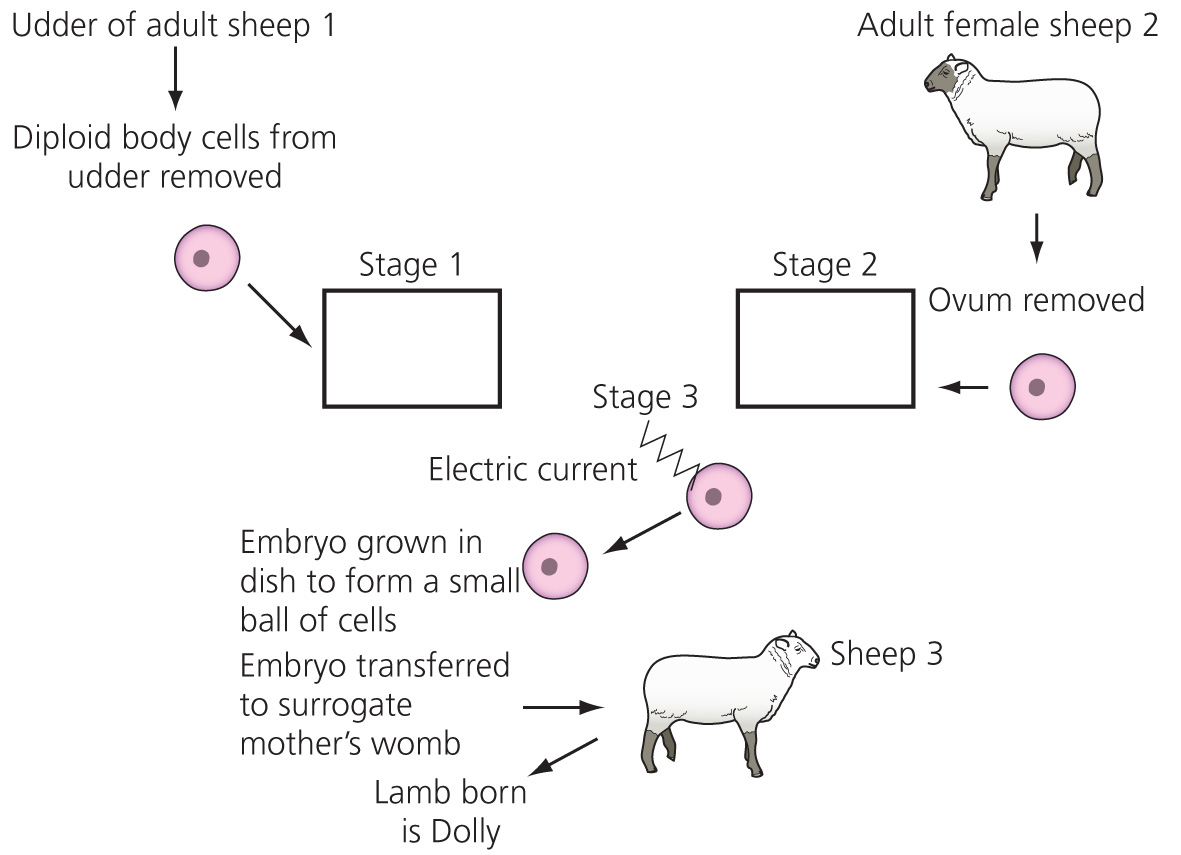 Udder of adult sheep 1
Adult female sheep 2
Diploid body cells from
udder removed
Stage 1
Stage 2
Ovum removed
Stage 3
Electric current
Embryo grown in
dish to form a small
ball of cells
Embryo transferred
to surrogate
mother’s womb
Sheep 3
Lamb born
is Dolly